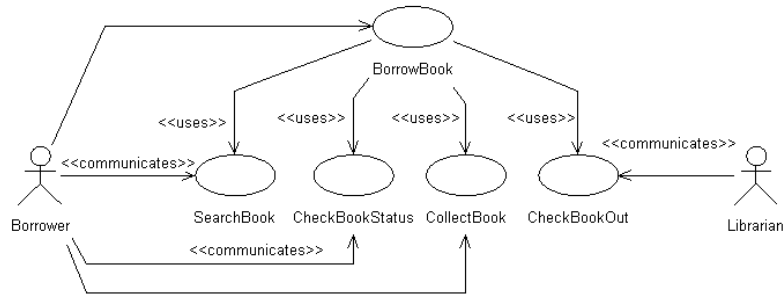 BorrowBook
<<uses>>
<<uses>>
<<uses>>
<<uses>>
<<communicates>>
<<communicates>>
SearchBook
CheckBookStatus
CollectBook
CheckBookOut
Borrower
Librarian
<<communicates>>